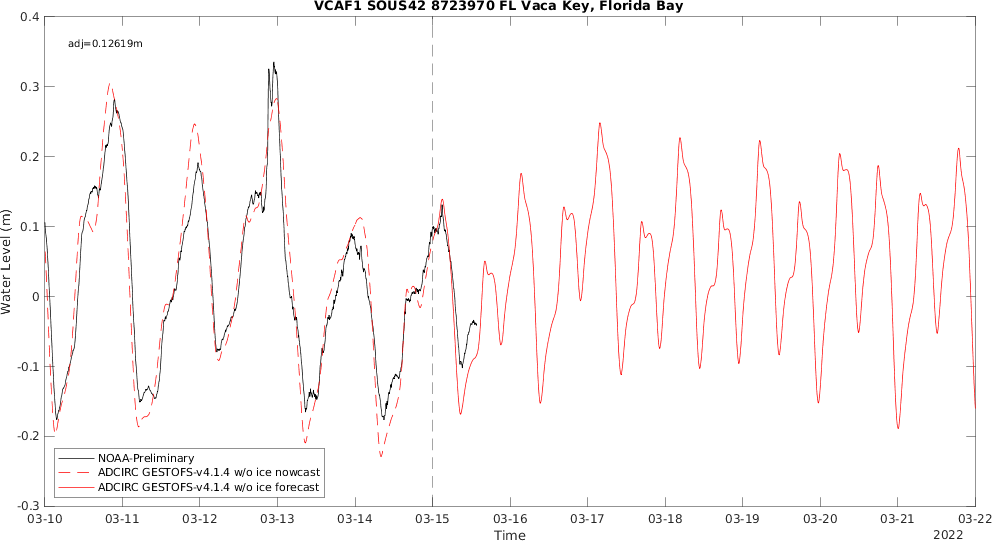 VCAF1 SOUS42 8723970 FL Vaca Key, Florida Bay
adj=0.12619m
0.4
0.3
0.2
0.1
0
-0.1
-0.2
-0.3
Water Level (m)
NOAA-Preliminary
ADCIRC GESTOFS-v4.1.4 w/o ice nowcast
ADCIRC GESTOFS-v4.1.4 w/o ice forecast
03-10 03-11 03-12 03-13 03-14 03-15 03-16 03-17 03-18 03-19 03-20 03-21 03-22
Time
2022